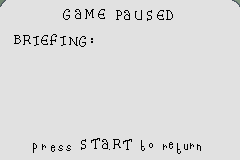 GAME PAUSED
BRIEFING:
press START to return